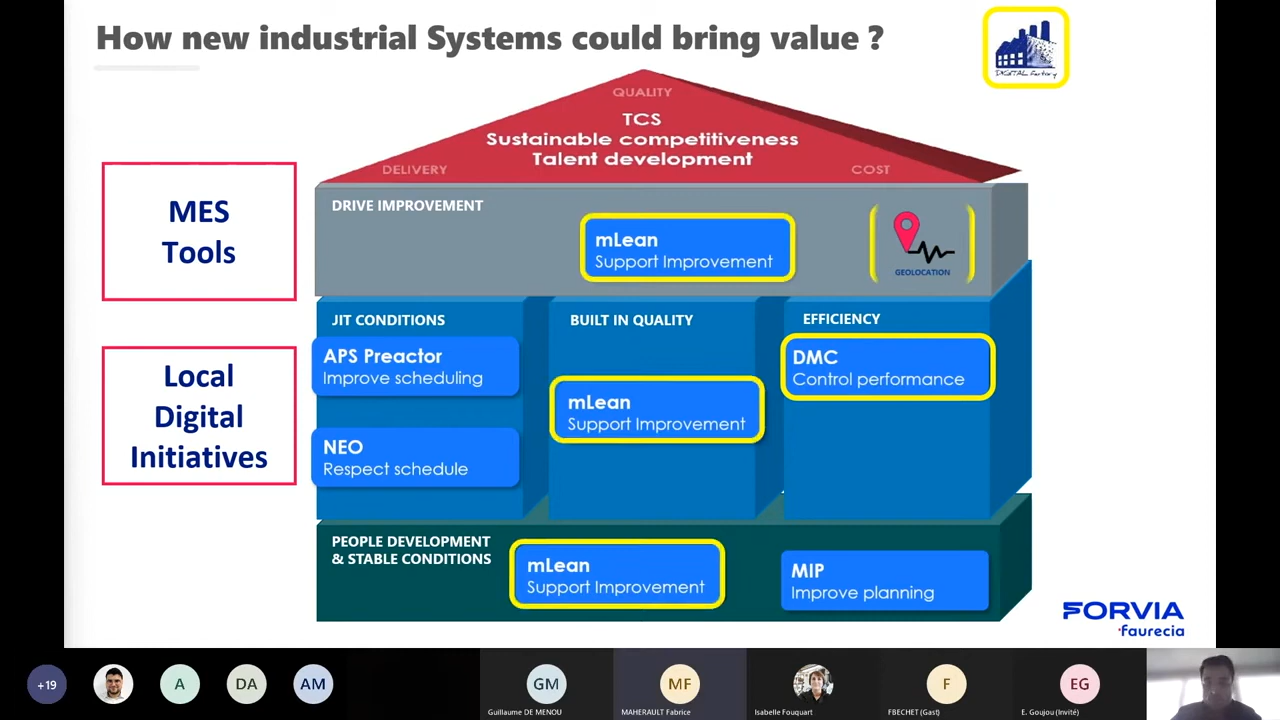 How new industrial Systems could bring value ?
DIGITAL factory
QUALITY
TCS
Sustainable competitiveness
Talent development
DELIVERY
COST
MES
Tools
DRIVE IMPROVEMENT
mLean
Support Improvement
GEOLOCATION
Local
Digital
Initiatives
JIT CONDITIONS
APS Preactor
Improve scheduling
NEO
Respect schedule
BUILT IN QUALITY
mLean
Support Improvement
EFFICIENCY
DMC
Control performance
PEOPLE DEVELOPMENT
& STABLE CONDITIONS
mLean
Support Improvement
MIP
Improve planning
FORVIA
faurecia
+19
A
DA
AM
GM
Guillaume DE MENOU
MF
MAHERAULT Fabrice
Isabelle Fouquart
F
FBECHET (Gast)
EG
E. Goujou (Invité)